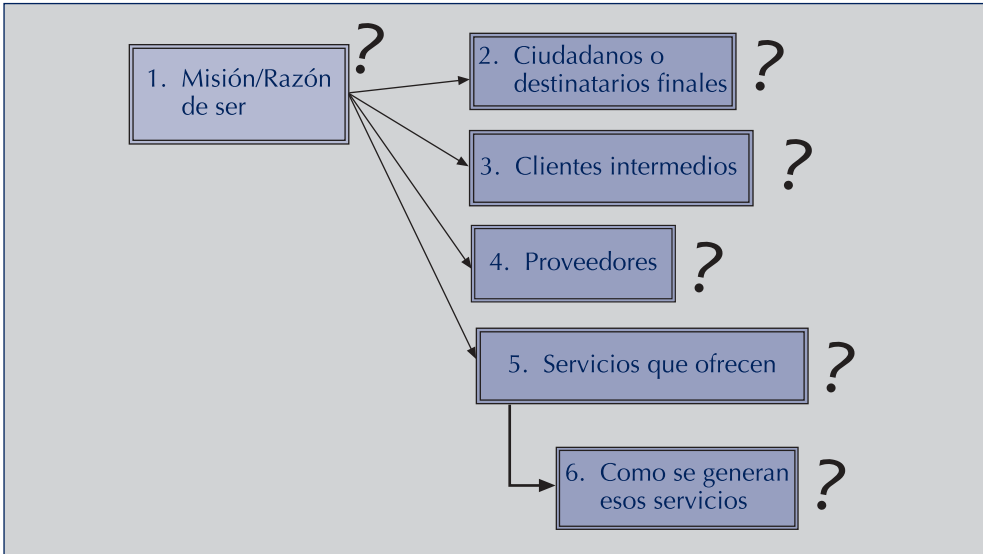 1. Misión/Razón
de ser
?
2. Ciudadanos o
destinatarios finales
?
3. Clientes intermedios
?
4. Proveedores
?
5. Servicios que ofrecen
?
6. Como se generan
esos servicios
?